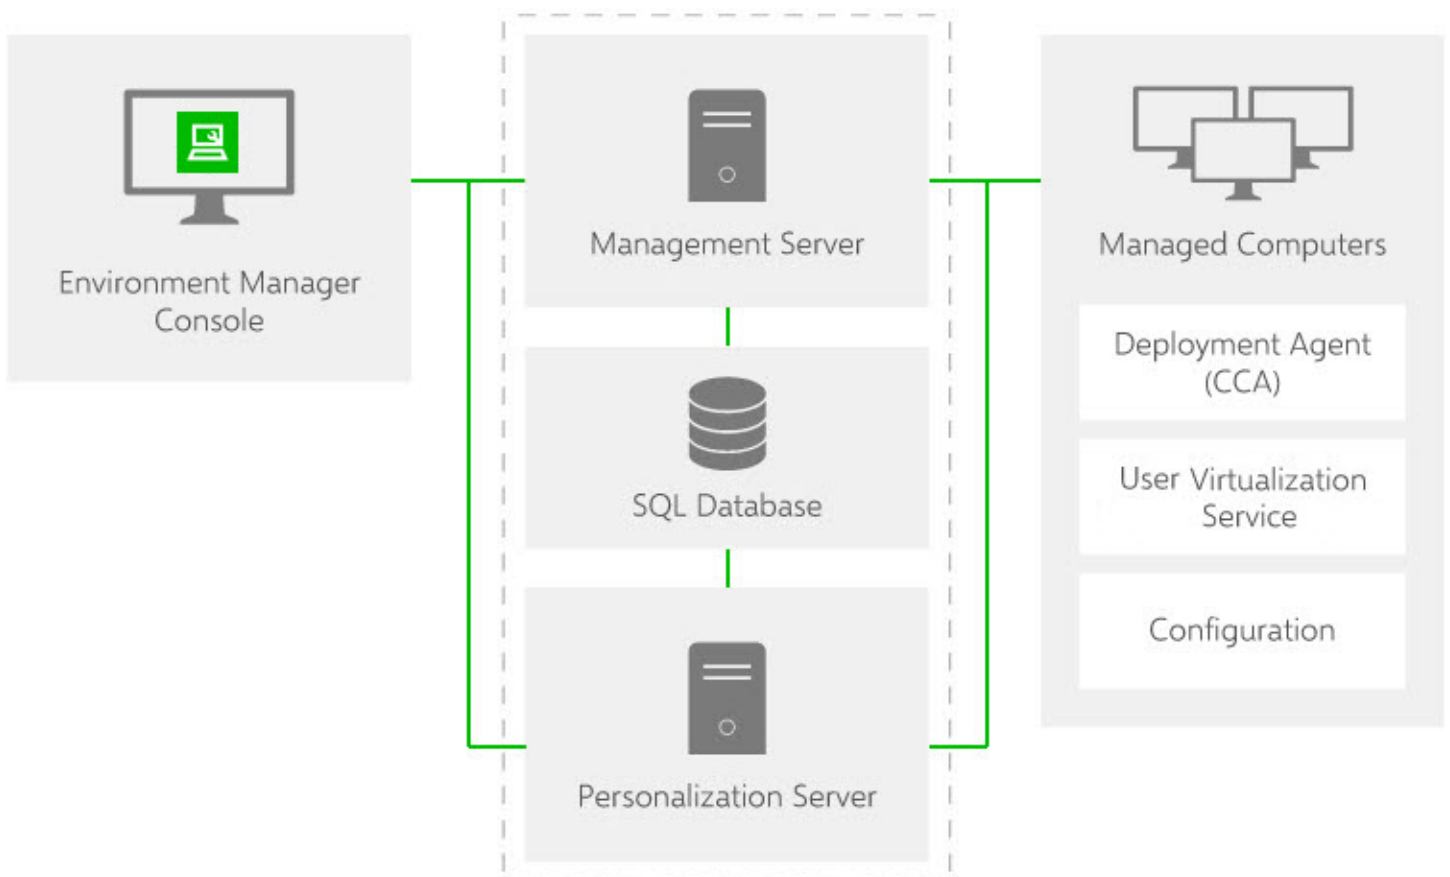 Environment Manager
Console
Management Server
SQL Database
Personalization Server
Managed Computers
Deployment Agent
(CCA)
User Virtualization
Service
Configuration